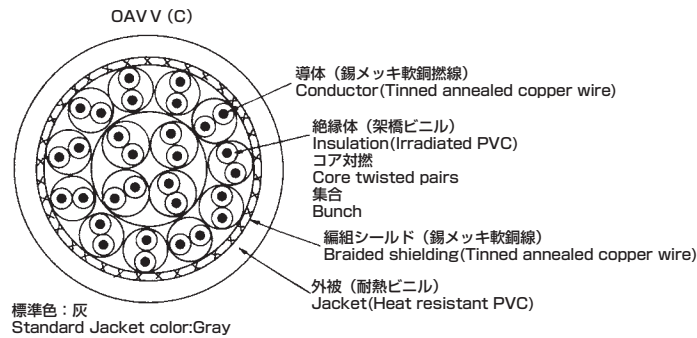 OAVV (C)
導体（錫メッキ軟銅撚線）
Conductor(Tinned annealed copper wire)
絶縁体（架橋ビニル）
Insulation(Irradiated PVC)
コア対撚
Core twisted pairs
集合
Bunch
編組シールド（錫メッキ軟銅線）
Braided shielding(Tinned annealed copper wire)
外被（耐熱ビニル）
Jacket(Heat resistant PVC)
標準色：灰
Standard Jacket color:Gray